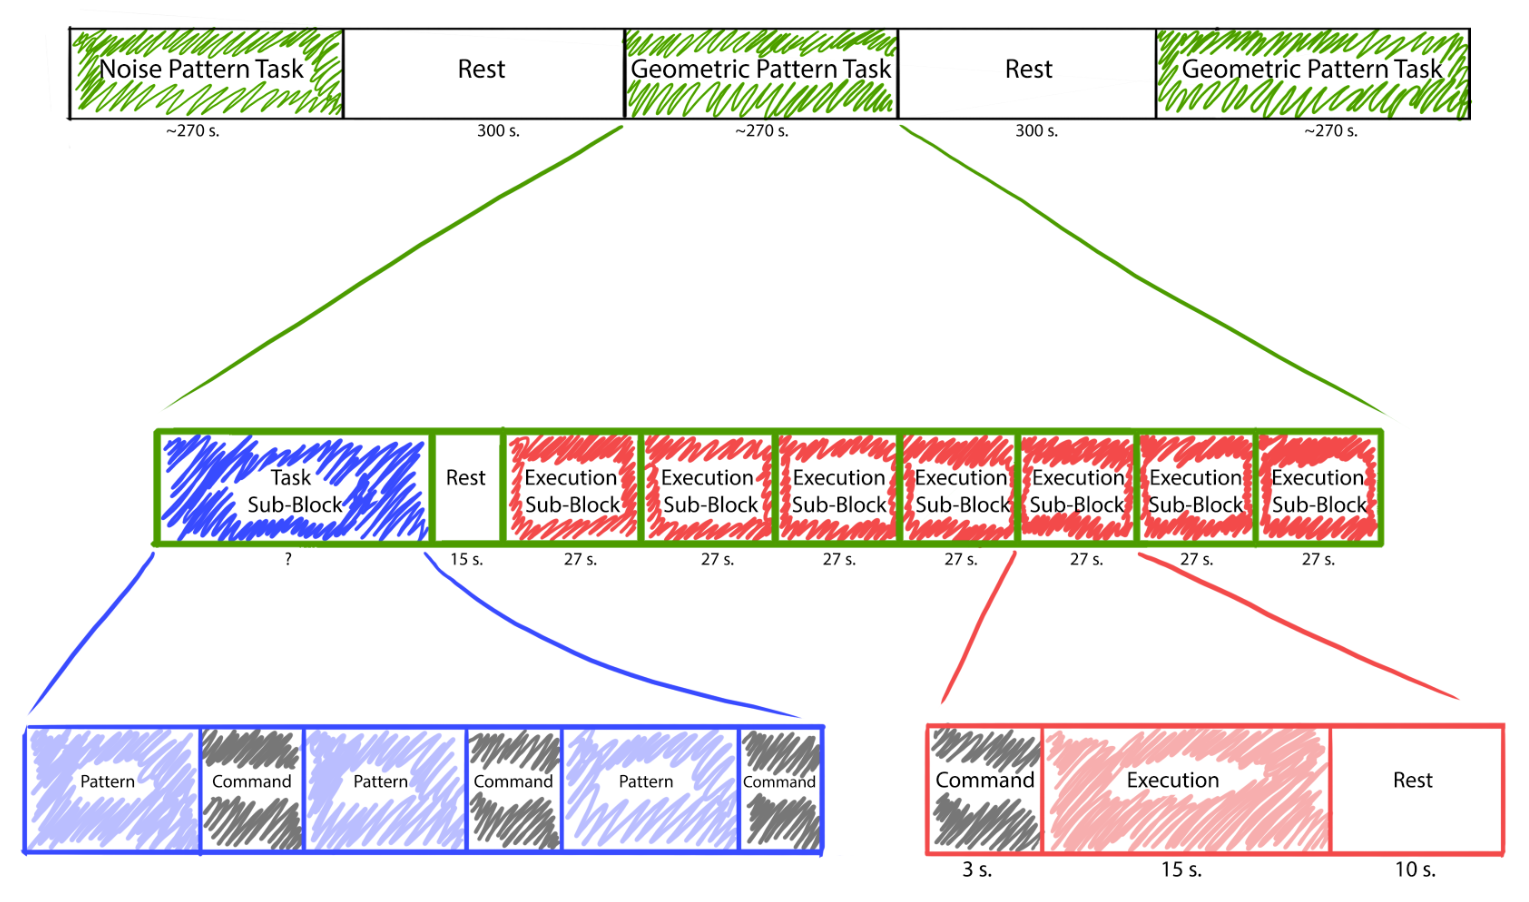 Noise Pattern Task Rest Geometric Pattern Task Rest Geometric Pattern Task
~270 s. 300 s. ~270 s. 300 s. ~270 s.
Task
Sub-Block
Rest
Execution
Sub-Block
Execution
Sub-Block
Execution
Sub-Block
Execution
Sub-Block
Execution
Sub-Block
Execution
Sub-Block
Execution
Sub-Block
? 15 s. 27 s. 27 s. 27 s. 27 s. 27 s. 27 s. 27 s.
Pattern Command Pattern Command Pattern Command
Command Execution Rest
3 s. 15 s. 10 s.